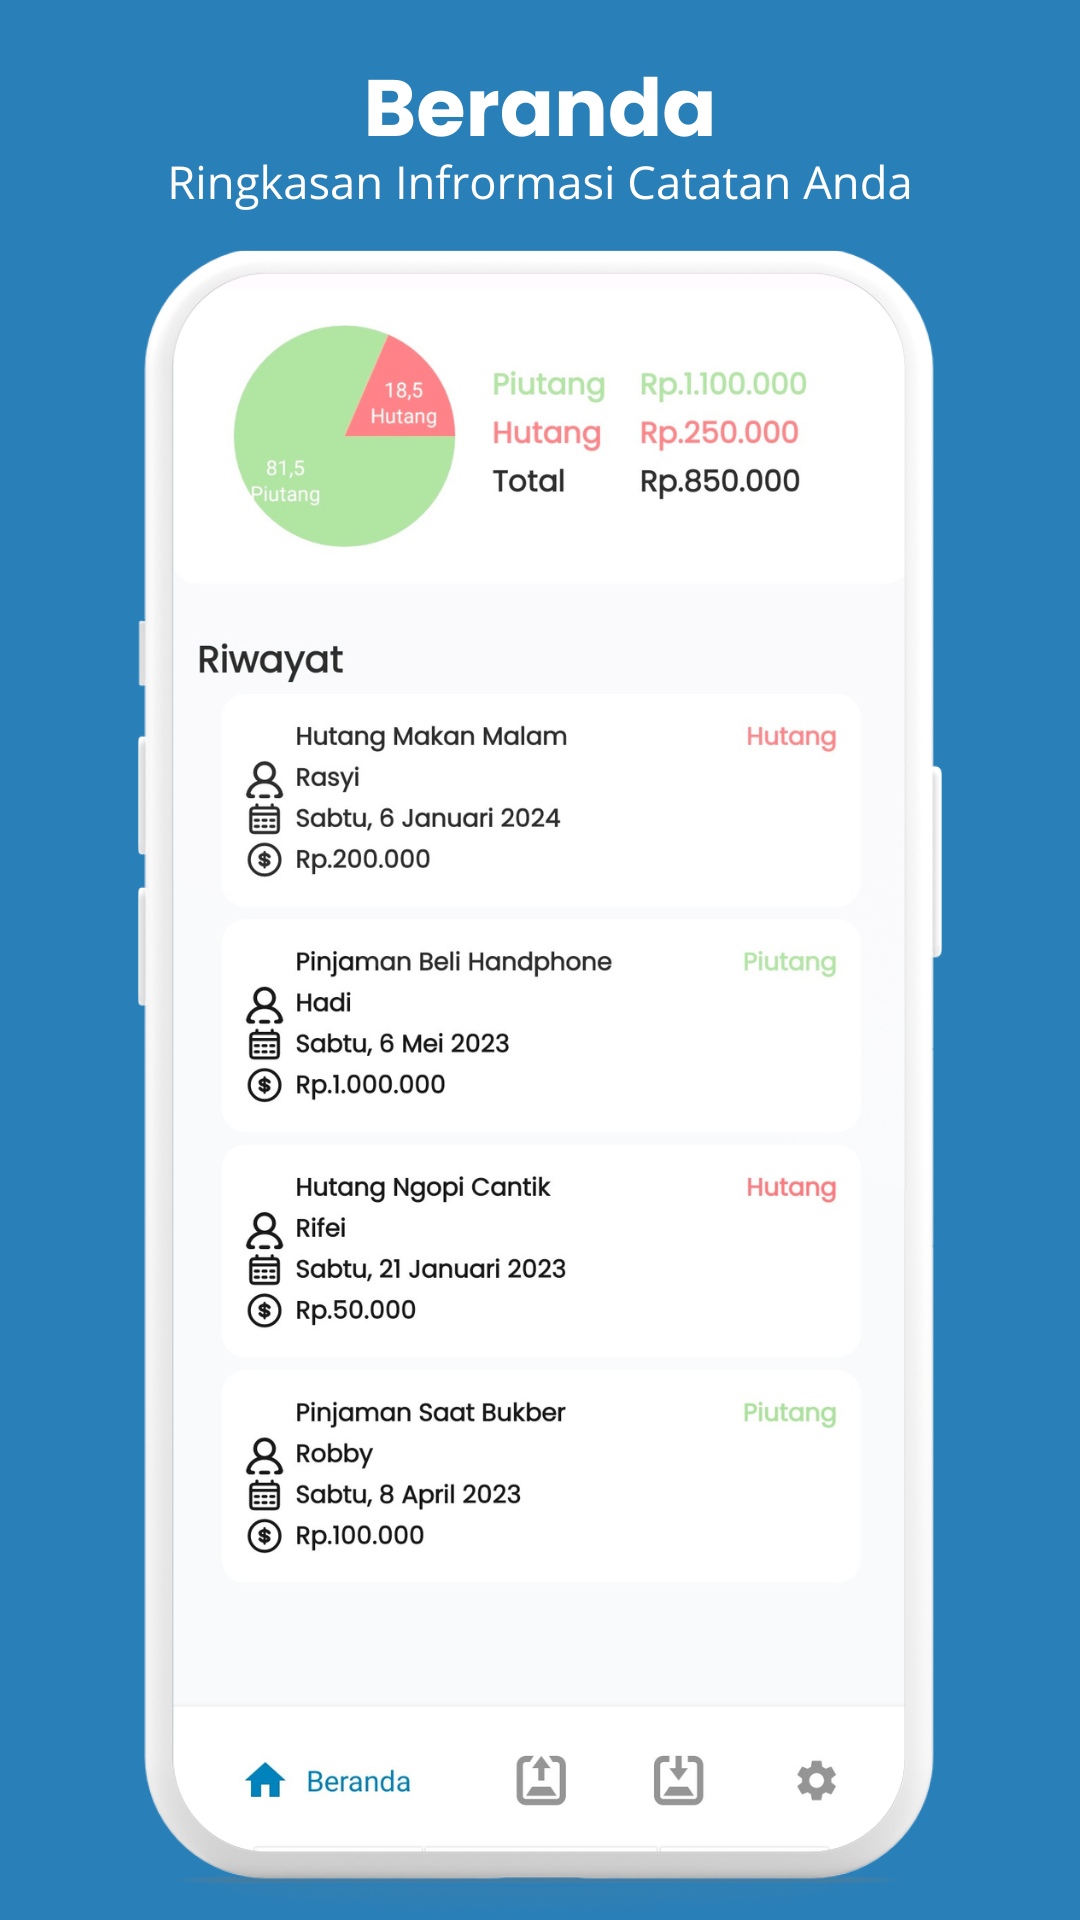 Beranda
Ringkasan Infrormasi Catatan Anda
18,5
Hutang
81,5
Piutang
Piutang Rp.1.100.000
Hutang Rp.250.000
Total Rp.850.000
Riwayat
Hutang Makan Malam Hutang
Rasyi
Sabtu, 6 Januari 2024
Rp.200.000
Pinjaman Beli Handphone Piutang
Hadi
Sabtu, 6 Mei 2023
Rp.1.000.000
Hutang Ngopi Cantik Hutang
Rifei
Sabtu, 21 Januari 2023
Rp.50.000
Pinjaman Saat Bukber Piutang
Robby
Sabtu, 8 April 2023
Rp.100.000
Beranda